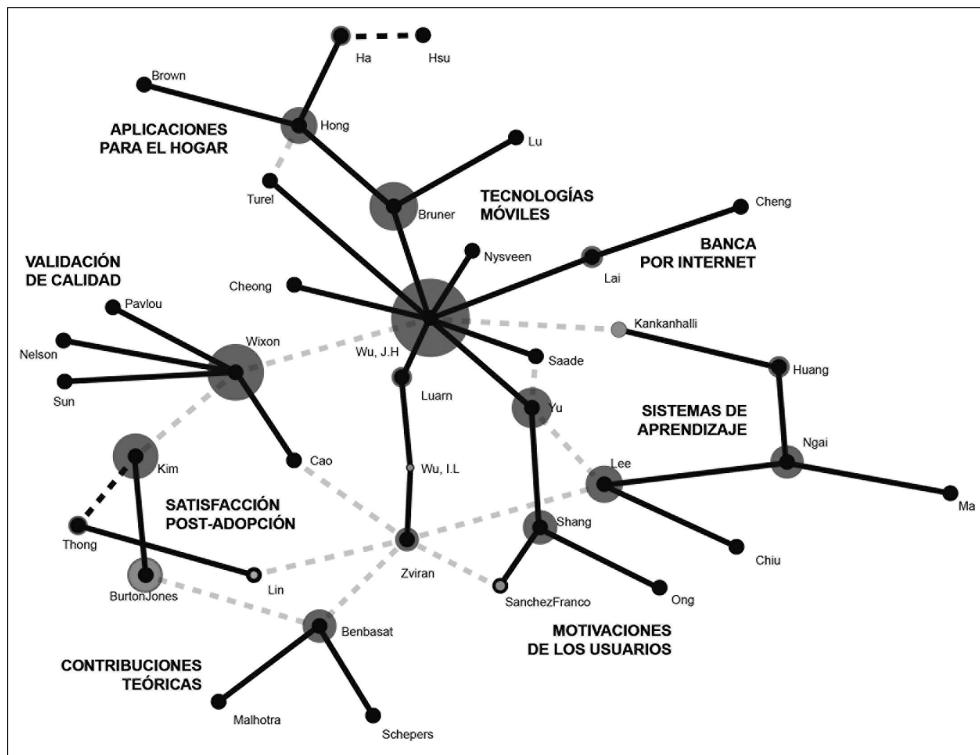 Ha
Hsu
Brown
Hong
APLICACIONES
PARA EL HOGAR
Lu
Turel
Bruner
TECNOLOGÍAS
MÓVILES
Cheng
Nysveen
BANCA
POR INTERNET
Lai
VALIDACIÓN
DE CALIDAD
Cheong
Pavlou
Kankanhalli
Nelson
Wixon
Wu, J.H
Saade
Huang
Sun
Luarn
Yu
SISTEMAS DE
APRENDIZAJE
Ngai
Kim
Cao
Wu, I.L
Lee
Ma
SATISFACCIÓN
POST-ADOPCIÓN
Shang
Thong
Chiu
Zviran
Lin
BurtonJones
SanchezFranco
Ong
Benbasat
MOTIVACIONES
DE LOS USUARIOS
CONTRIBUCIONES
TEÓRICAS
Malhotra
Schepers